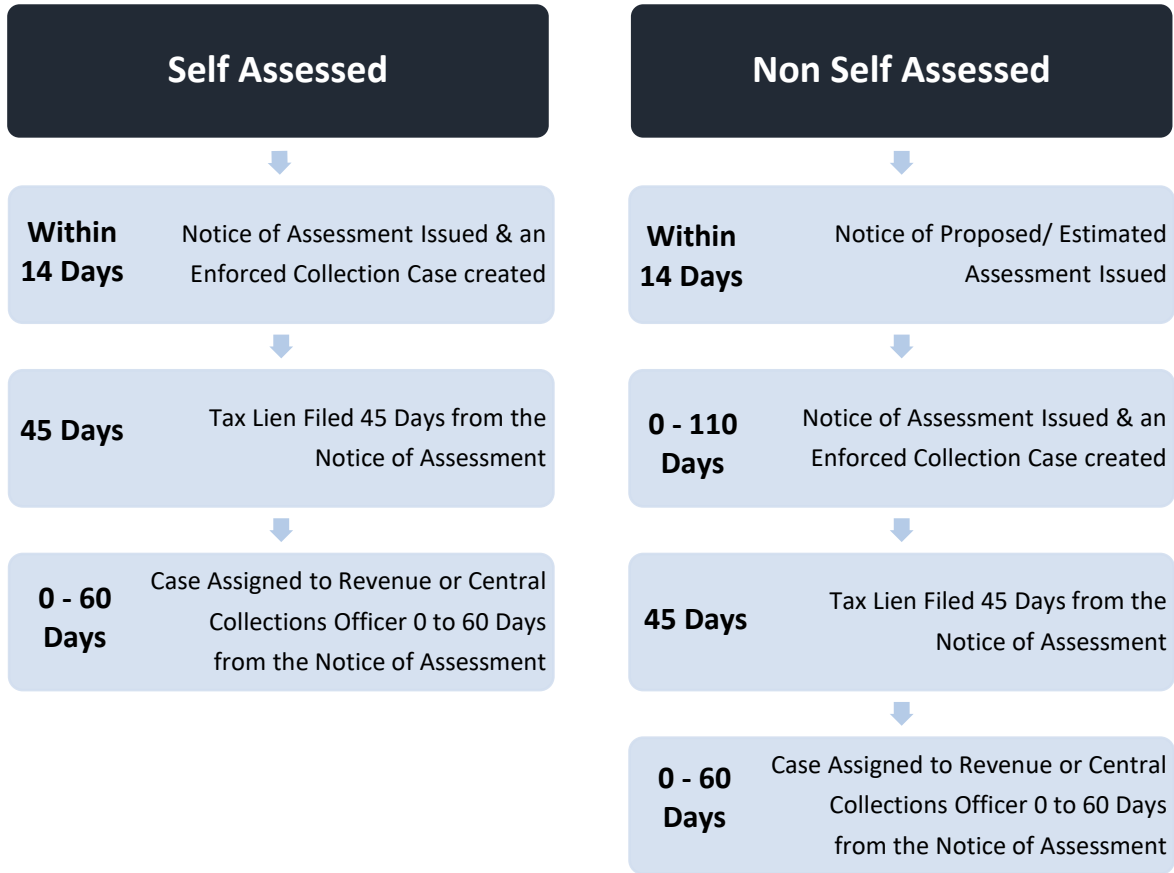 Self Assessed
Within
14 Days
Notice of Assessment Issued & an
Enforced Collection Case created
45 Days
Tax Lien Filed 45 Days from the
Notice of Assessment
0 - 60
Days
Case Assigned to Revenue or Central
Collections Officer 0 to 60 Days
from the Notice of Assessment
Non Self Assessed
Within
14 Days
Notice of Proposed/ Estimated
Assessment Issued
0 - 110
Days
Notice of Assessment Issued & an
Enforced Collection Case created
45 Days
Tax Lien Filed 45 Days from the
Notice of Assessment
0 - 60
Days
Case Assigned to Revenue or Central
Collections Officer 0 to 60 Days
from the Notice of Assessment